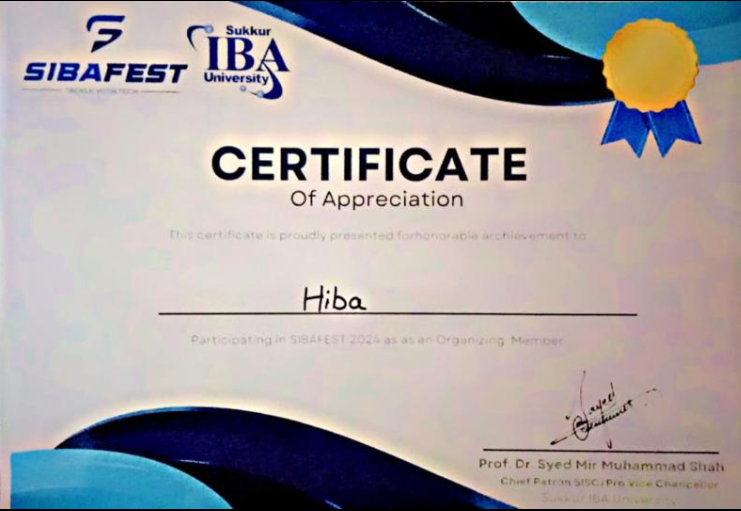 SIBAFEST
TACKLE WITH TECH
Sukkur
IBA
University
CERTIFICATE
Of Appreciation
This certificate is proudly presented forhonorable archievement to
Hiba
Participating in SIBAFEST 2024 as as an Organizing Member
Prof. Dr. Syed Mir Muhammad Shah
Chief Patron SISC/Pro Vice Chancellor
Sukkur IBA University